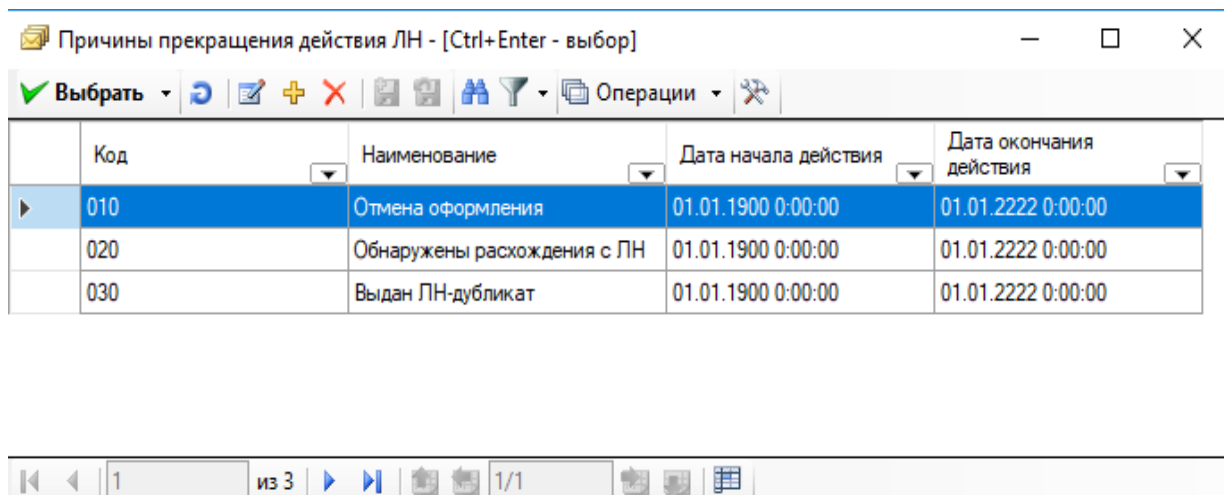 Причины прекращения действия ЛН - [Ctrl+Enter - выбор]
Выбрать Операции
Код Наименование Дата начала действия Дата окончания действия
010 Отмена оформления 01.01.1900 0:00:00 01.01.2222 0:00:00
020 Обнаружены расхождения с ЛН 01.01.1900 0:00:00 01.01.2222 0:00:00
030 Выдан ЛН-дубликат 01.01.1900 0:00:00 01.01.2222 0:00:00
1 из 3 1/1